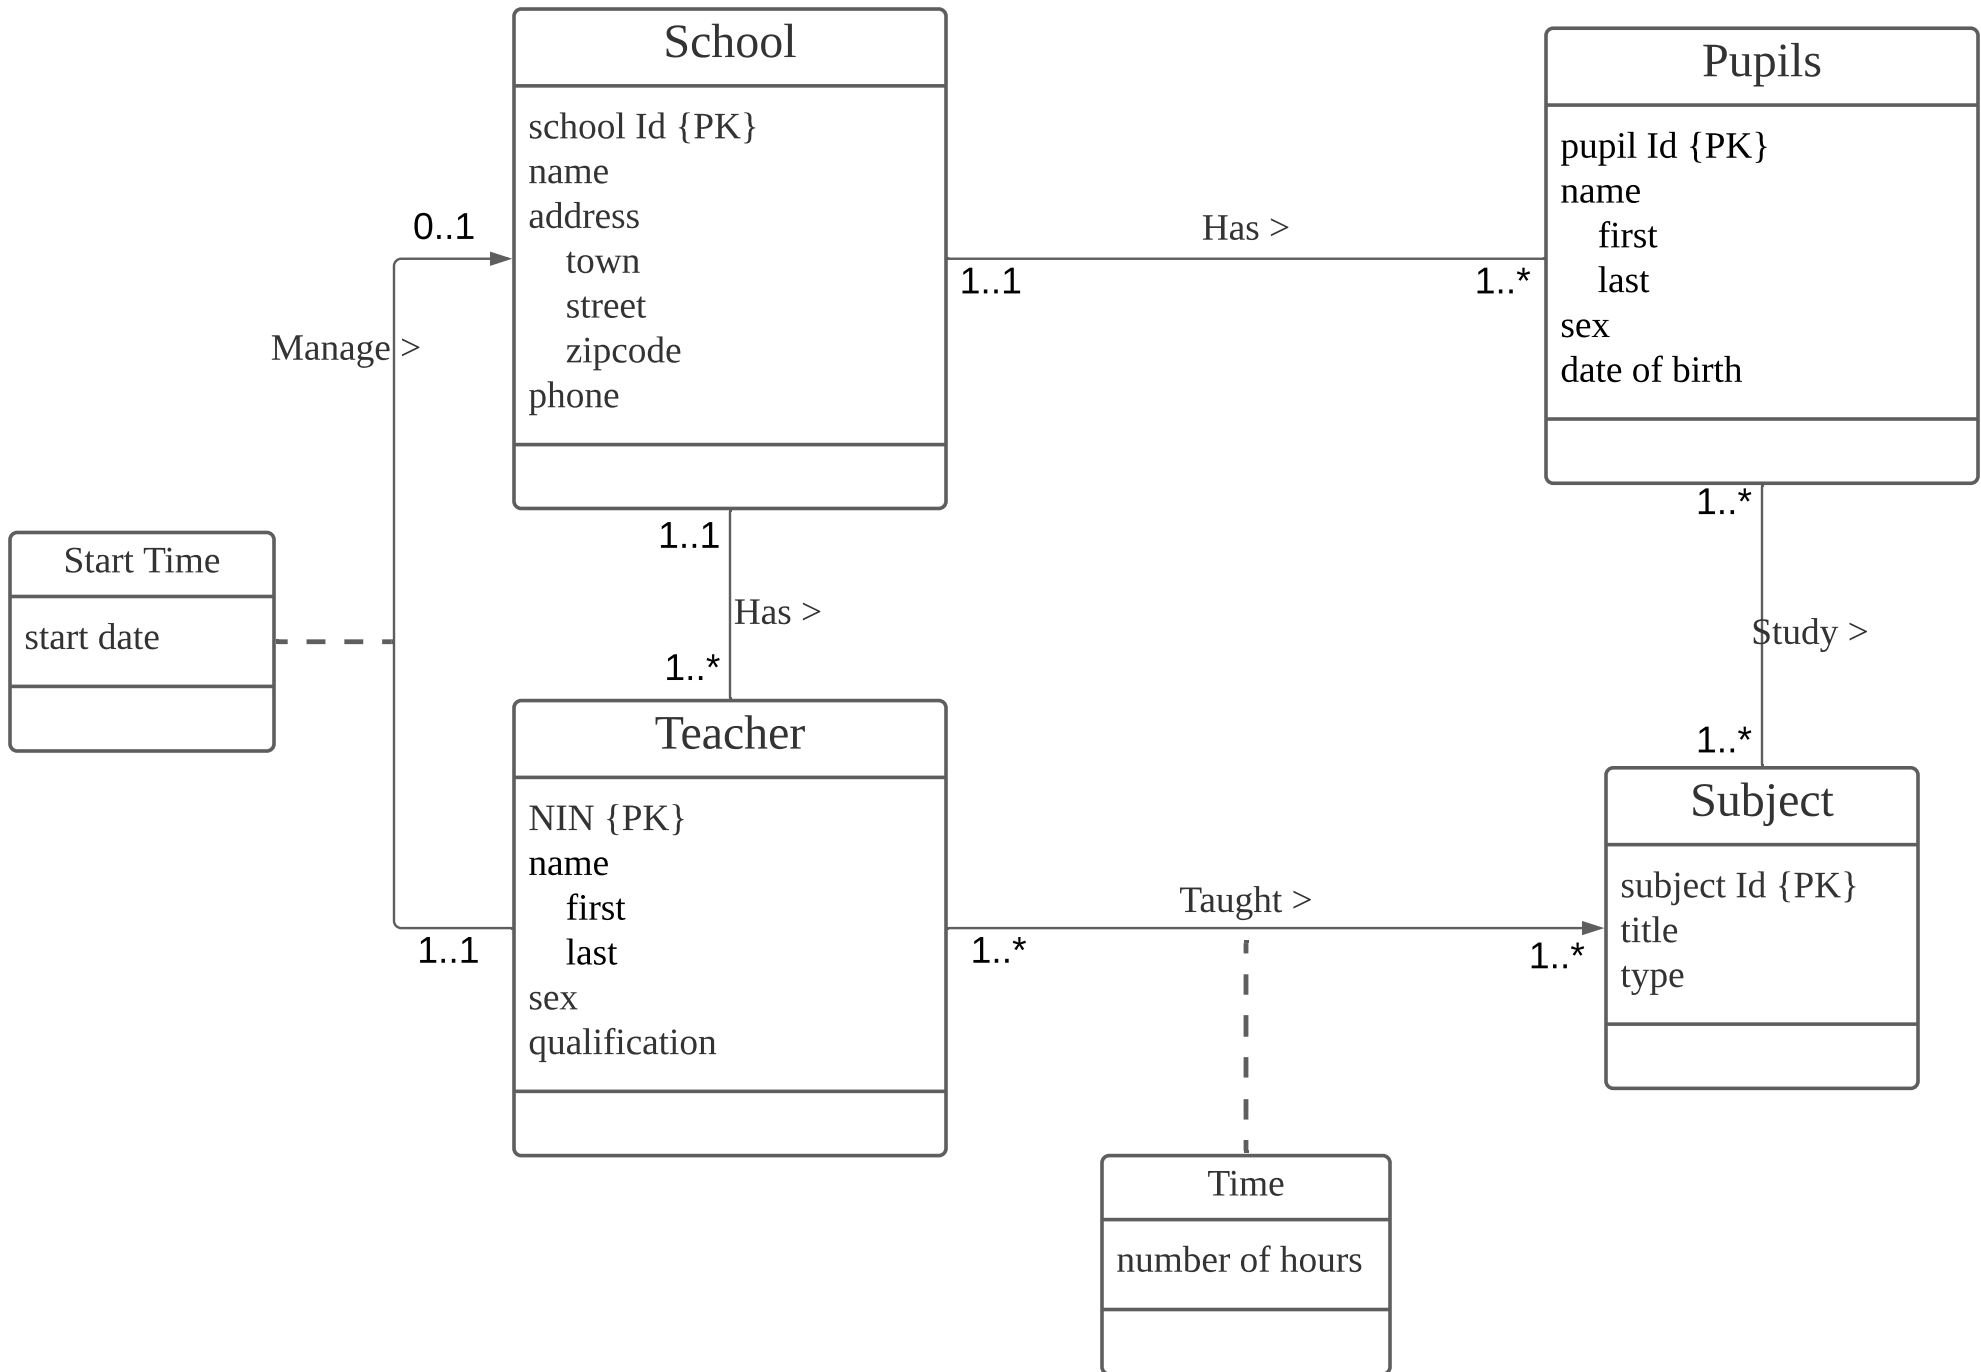 School
school Id {PK}
name
address
town
street
zipcode
phone
Pupils
pupil Id {PK}
name
first
last
sex
date of birth
0..1
Manage >
Has >
1..1
1..*
1..1
Has >
1..*
1..*
Study >
1..*
Start Time
start date
Teacher
NIN {PK}
name
first
last
sex
qualification
1..1
Taught >
1..*
1..*
Subject
subject Id {PK}
title
type
Time
number of hours